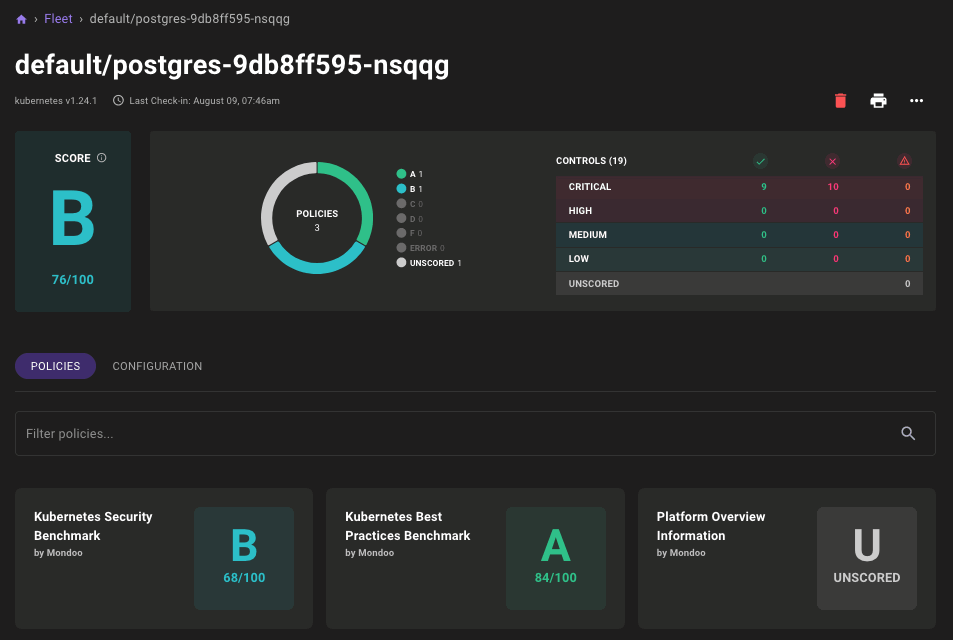 › Fleet › default/postgres-9db8ff595-nsqqg
default/postgres-9db8ff595-nsqqg
kubernetes v1.24.1 Last Check-in: August 09, 07:46am
SCORE
B
76/100
POLICIES
3
A 1
B 1
C 0
D 0
F 0
ERROR 0
UNSCORED 1
CONTROLS (19)
CRITICAL 9 10 0
HIGH 0 0 0
MEDIUM 0 0 0
LOW 0 0 0
UNSCORED 0
POLICIES CONFIGURATION
Filter policies...
Kubernetes Security
Benchmark
by Mondoo
B
68/100
Kubernetes Best
Practices Benchmark
by Mondoo
A
84/100
Platform Overview
Information
by Mondoo
U
UNSCORED